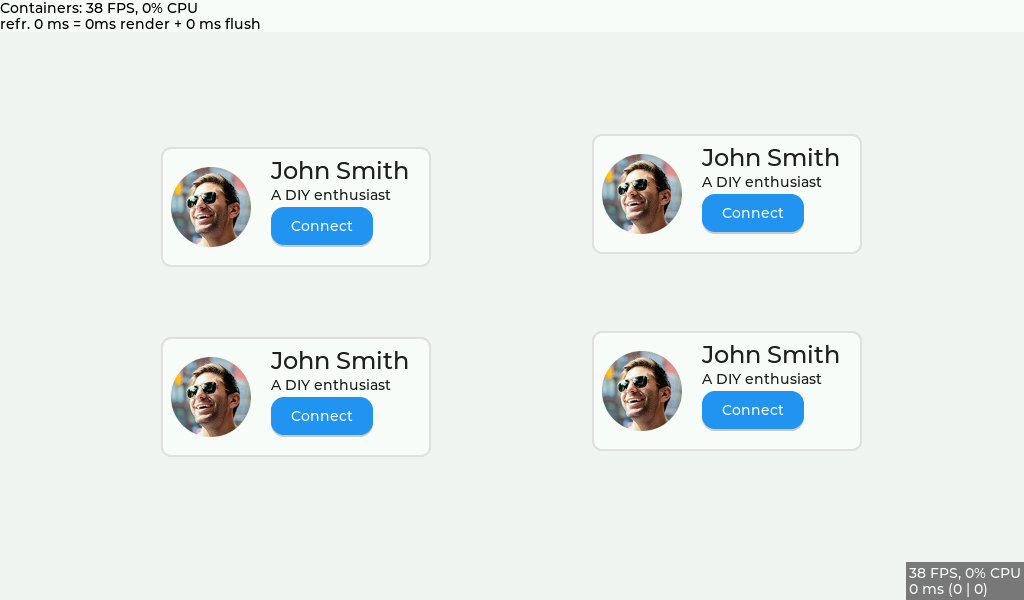 Containers: 38 FPS, 0% CPU
refr. 0 ms = 0ms render + 0 ms flush
John Smith
A DIY enthusiast
Connect
John Smith
A DIY enthusiast
Connect
John Smith
A DIY enthusiast
Connect
John Smith
A DIY enthusiast
Connect
38 FPS, 0% CPU
0 ms (0 | 0)